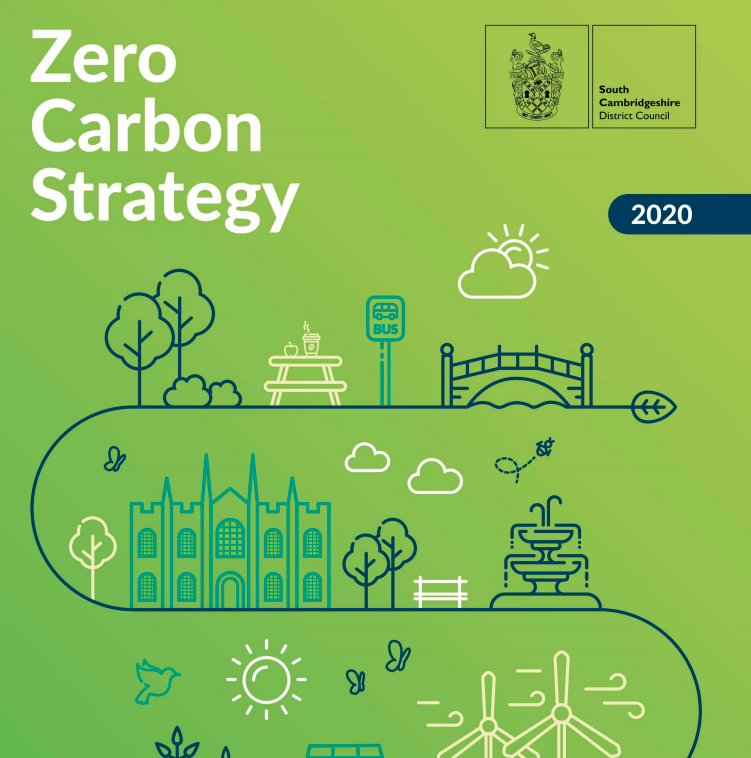 Zero
Carbon
Strategy
South
Cambridgeshire
District Council
2020
BUS